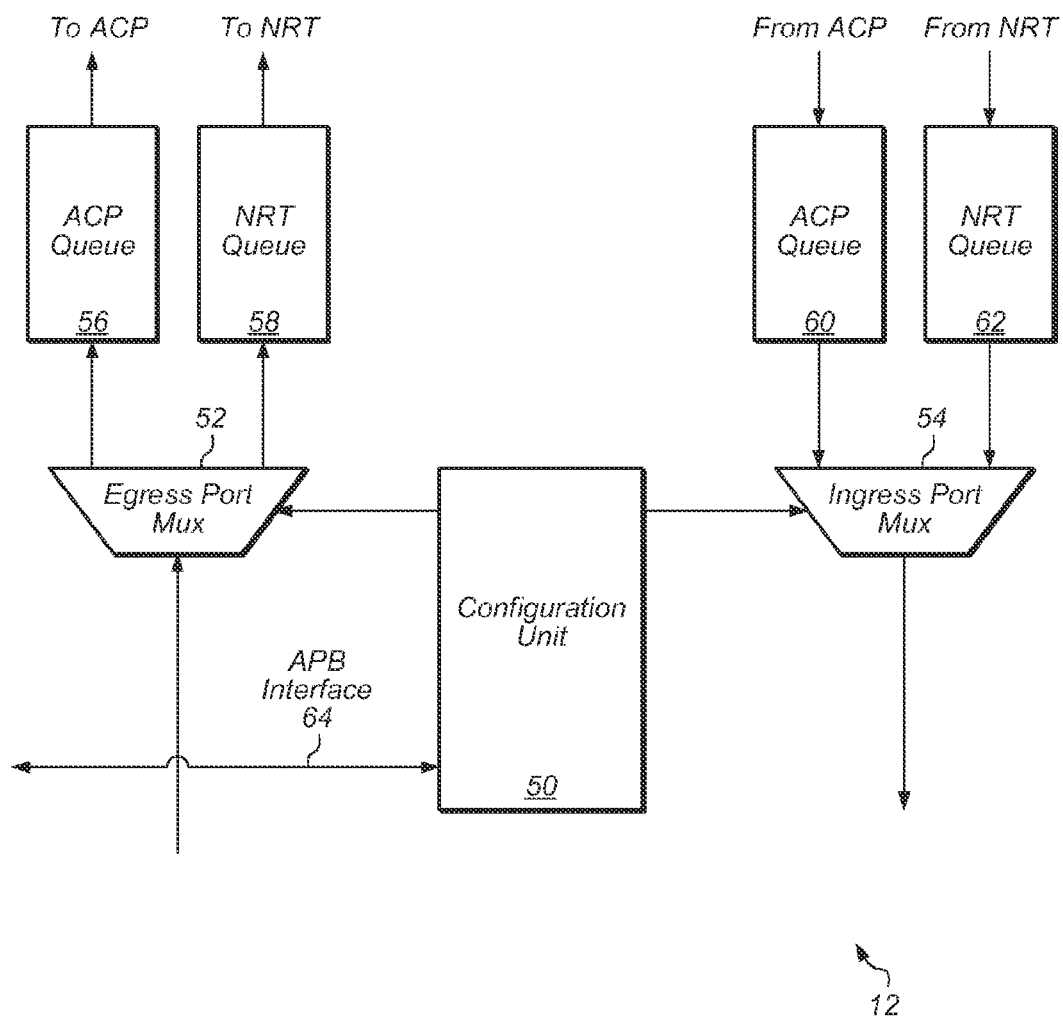 To ACP
To NRT
From ACP
From NRT
ACP
Queue
56
NRT
Queue
58
ACP
Queue
60
NRT
Queue
62
52
54
Egress Port
Mux
Ingress Port
Mux
Configuration
Unit
50
APB
Interface
64
12